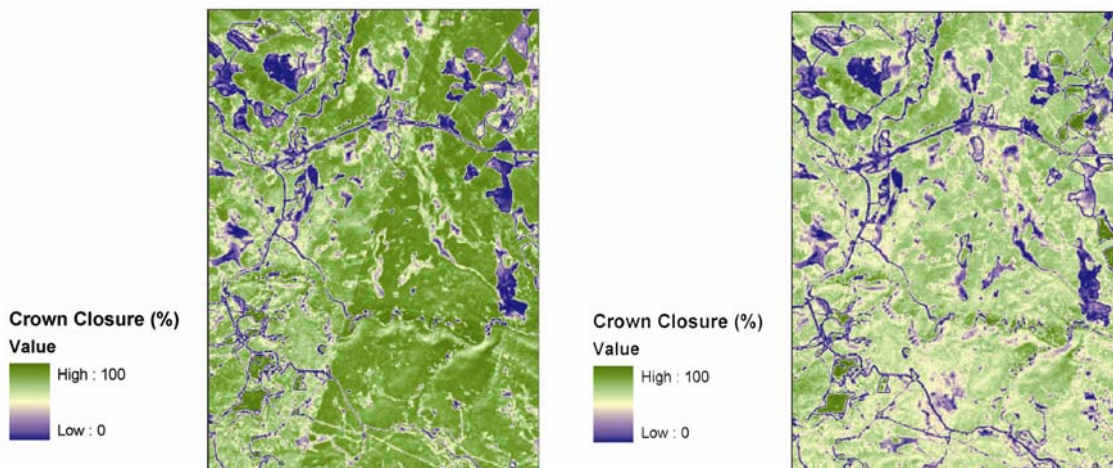 Crown Closure (%)
Value
High : 100
Low : 0
Crown Closure (%)
Value
High : 100
Low : 0